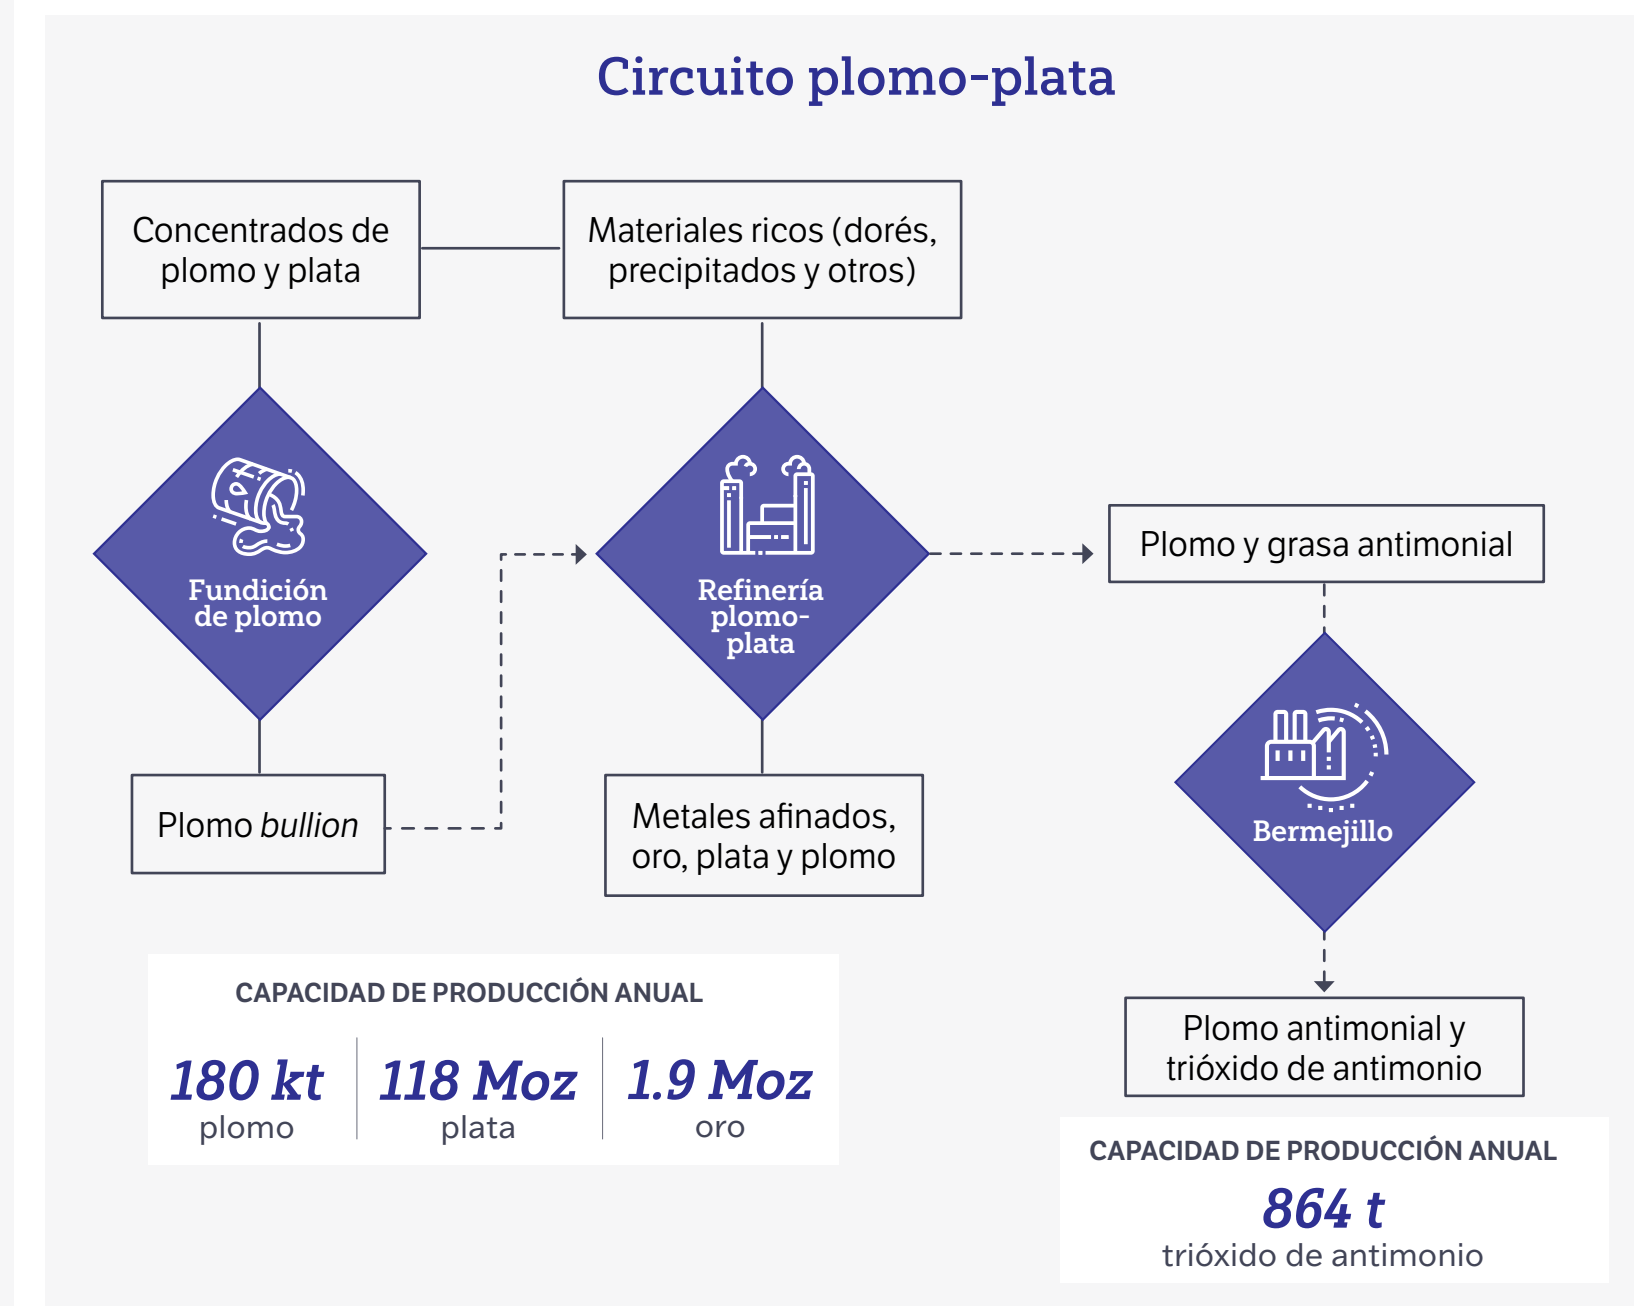 Circuito plomo-plata
Concentrados de
plomo y plata
Materiales ricos (dorés,
precipitados y otros)
Fundición
de plomo
Refinería
plomo-
plata
Plomo y grasa antimonial
Plomo bullion
Metales afinados,
oro, plata y plomo
Bermejillo
Plomo antimonial y
trióxido de antimonio
CAPACIDAD DE PRODUCCIÓN ANUAL
180 kt
plomo
118 Moz
plata
1.9 Moz
oro
CAPACIDAD DE PRODUCCIÓN ANUAL
864 t
trióxido de antimonio